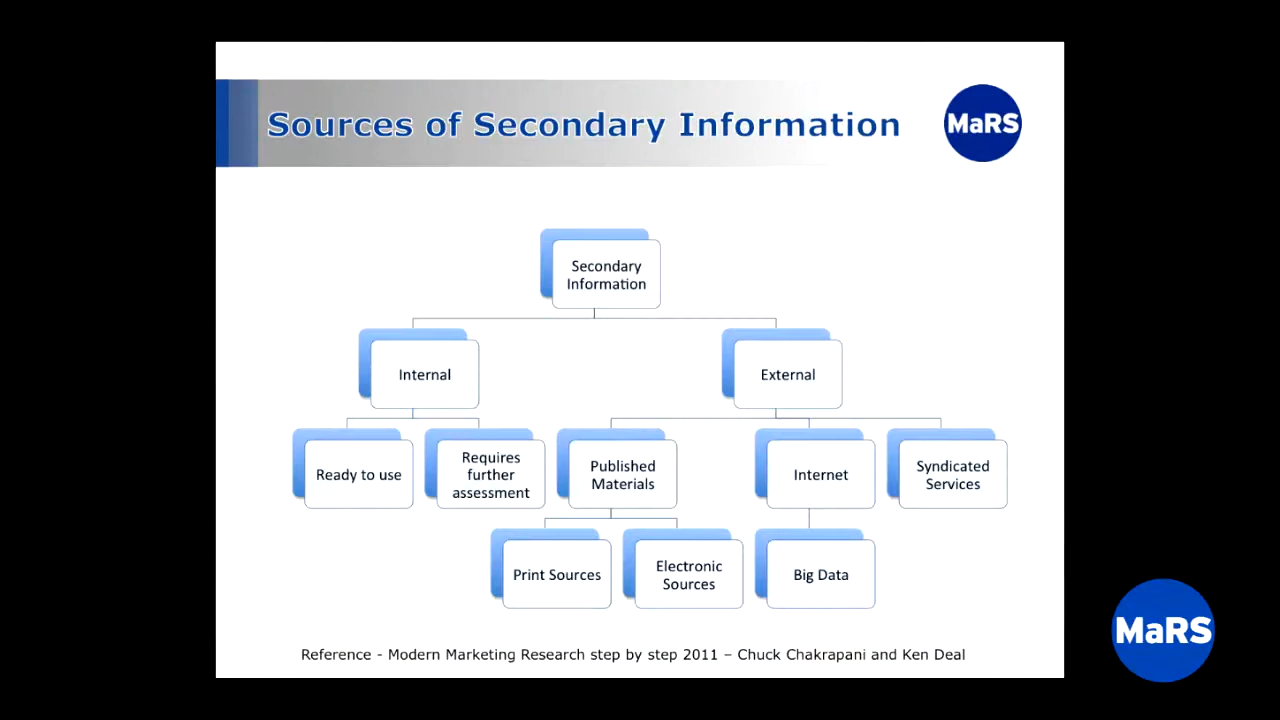 Sources of Secondary Information
MaRS
Secondary
Information
Internal
External
Ready to use
Requires
further
assessment
Published
Materials
Internet
Syndicated
Services
Print Sources
Electronic
Sources
Big Data
Reference - Modern Marketing Research step by step 2011 – Chuck Chakrapani and Ken Deal
MaRS